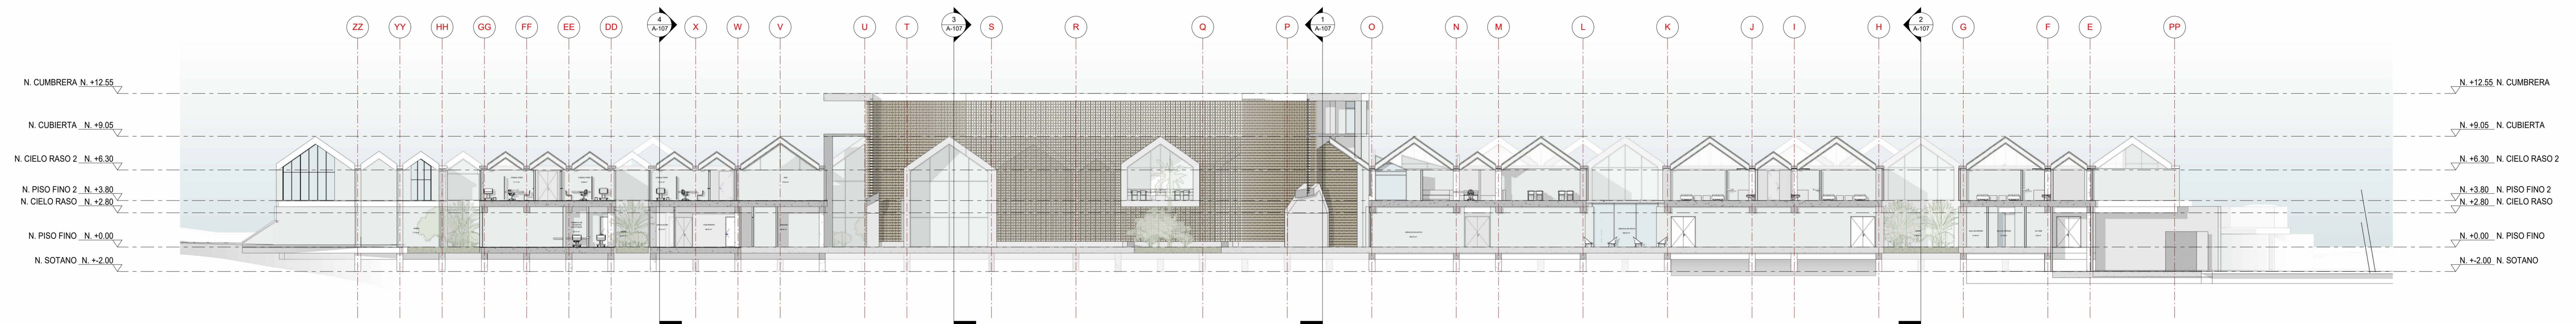 ZZ YY HH GG FF EE DD 4 X W V U T 3 S R Q P 1 O N M L K J I H 2 G F E PP
A-107 A-107 A-107 A-107
N. CUMBRERA N. +12.55
N. +12.55 N. CUMBRERA
N. CUBIERTA N. +9.05
N. +9.05 N. CUBIERTA
N. CIELO RASO 2 N. +6.30
N. +6.30 N. CIELO RASO 2
N. PISO FINO 2 N. +3.80
N. +3.80 N. PISO FINO 2
N. CIELO RASO N. +2.80
N. +2.80 N. CIELO RASO
N. PISO FINO N. +0.00
N. +0.00 N. PISO FINO
N. SOTANO N. +-2.00
N. +-2.00 N. SOTANO